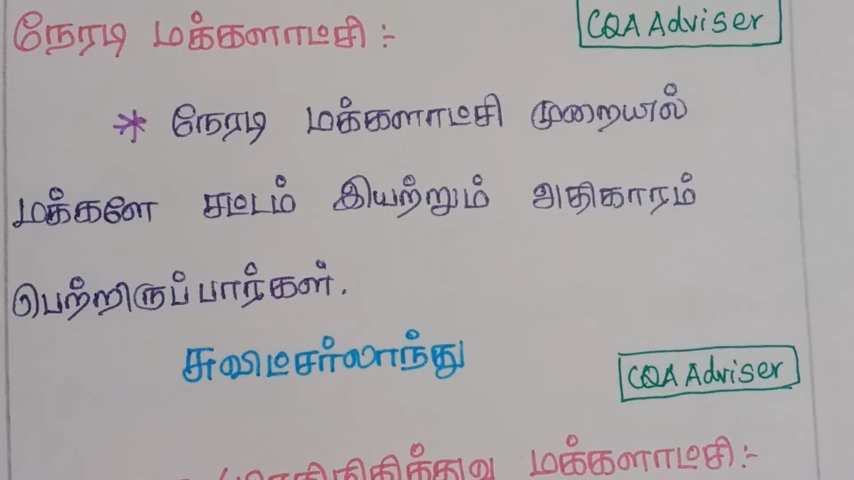 நேரடி மக்களாட்சி :-
CQA Adviser
* நேரடி மக்களாட்சி முறையில்
மக்களே சட்டம் இயற்றும் அதிகாரம்
பெற்றிருப்பார்கள்.
சுவிட்சர்லாந்து
CQA Adviser
மக்களாட்சி:-